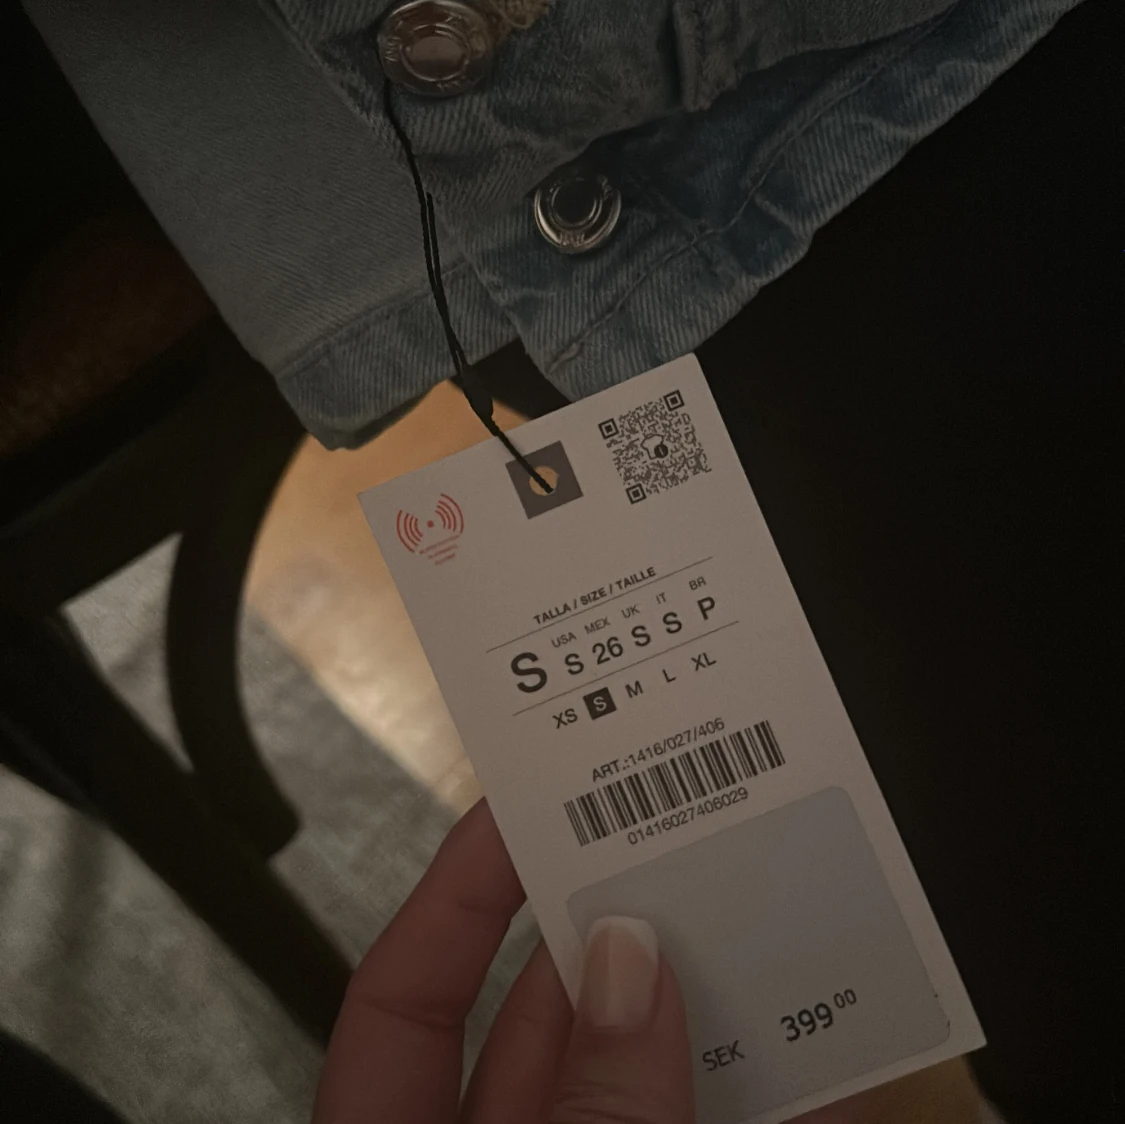 TALLA / SIZE / TAILLE
USA MEX UK IT BR
S S 26 S S P
XS S M L XL
ART.:1416/027/406
01416027406029
SEK 399 00